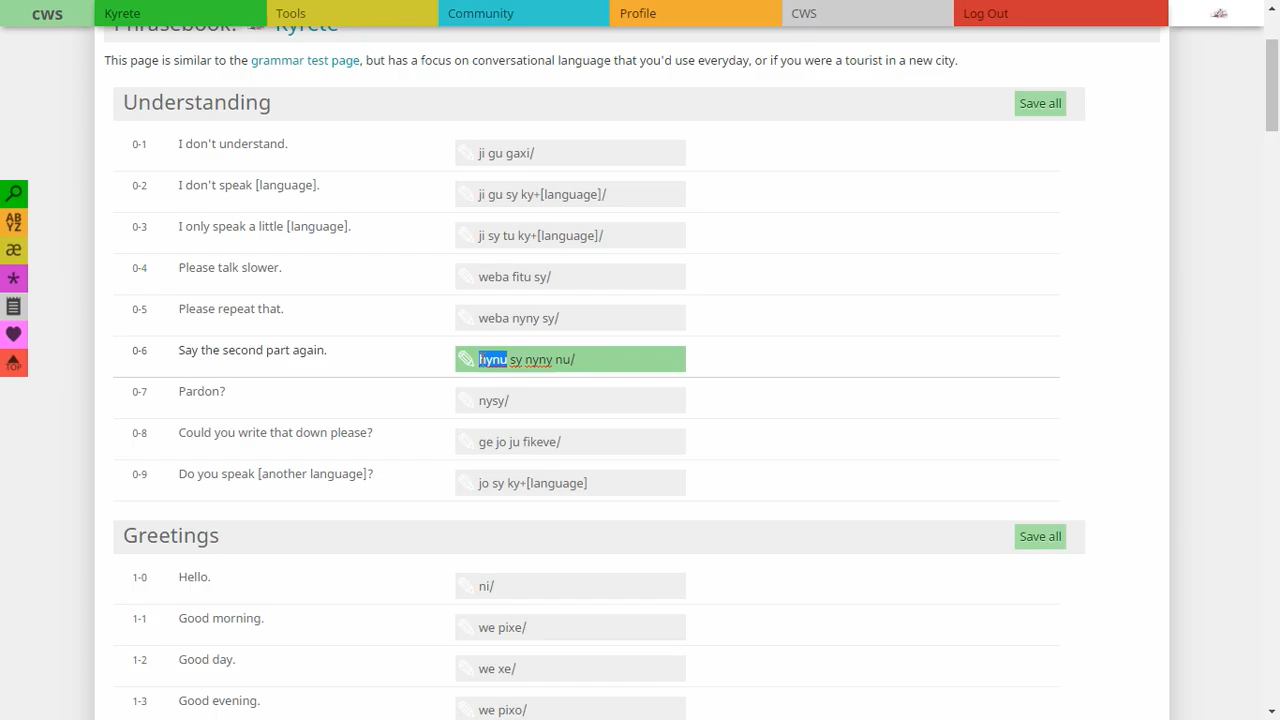 CWS Kyrete Tools Community Profile CWS Log Out
Phrasebook: Kyrete
This page is similar to the grammar test page, but has a focus on conversational language that you'd use everyday, or if you were a tourist in a new city.
Understanding Save all
0-1 I don't understand. ji gu gaxi/
AB
YZ
0-2 I don't speak [language]. ji gu sy ky+[language]/
0-3 I only speak a little [language]. ji sy tu ky+[language]/
æ
0-4 Please talk slower. weba fitu sy/
*
0-5 Please repeat that. weba nyny sy/
0-6 Say the second part again. hynu sy nyny nu/
TOP
0-7 Pardon? nysy/
0-8 Could you write that down please? ge jo ju fikeve/
0-9 Do you speak [another language]? jo sy ky+[language]
Greetings Save all
1-0 Hello. ni/
1-1 Good morning. we pixe/
1-2 Good day. we xe/
1-3 Good evening. we pixo/